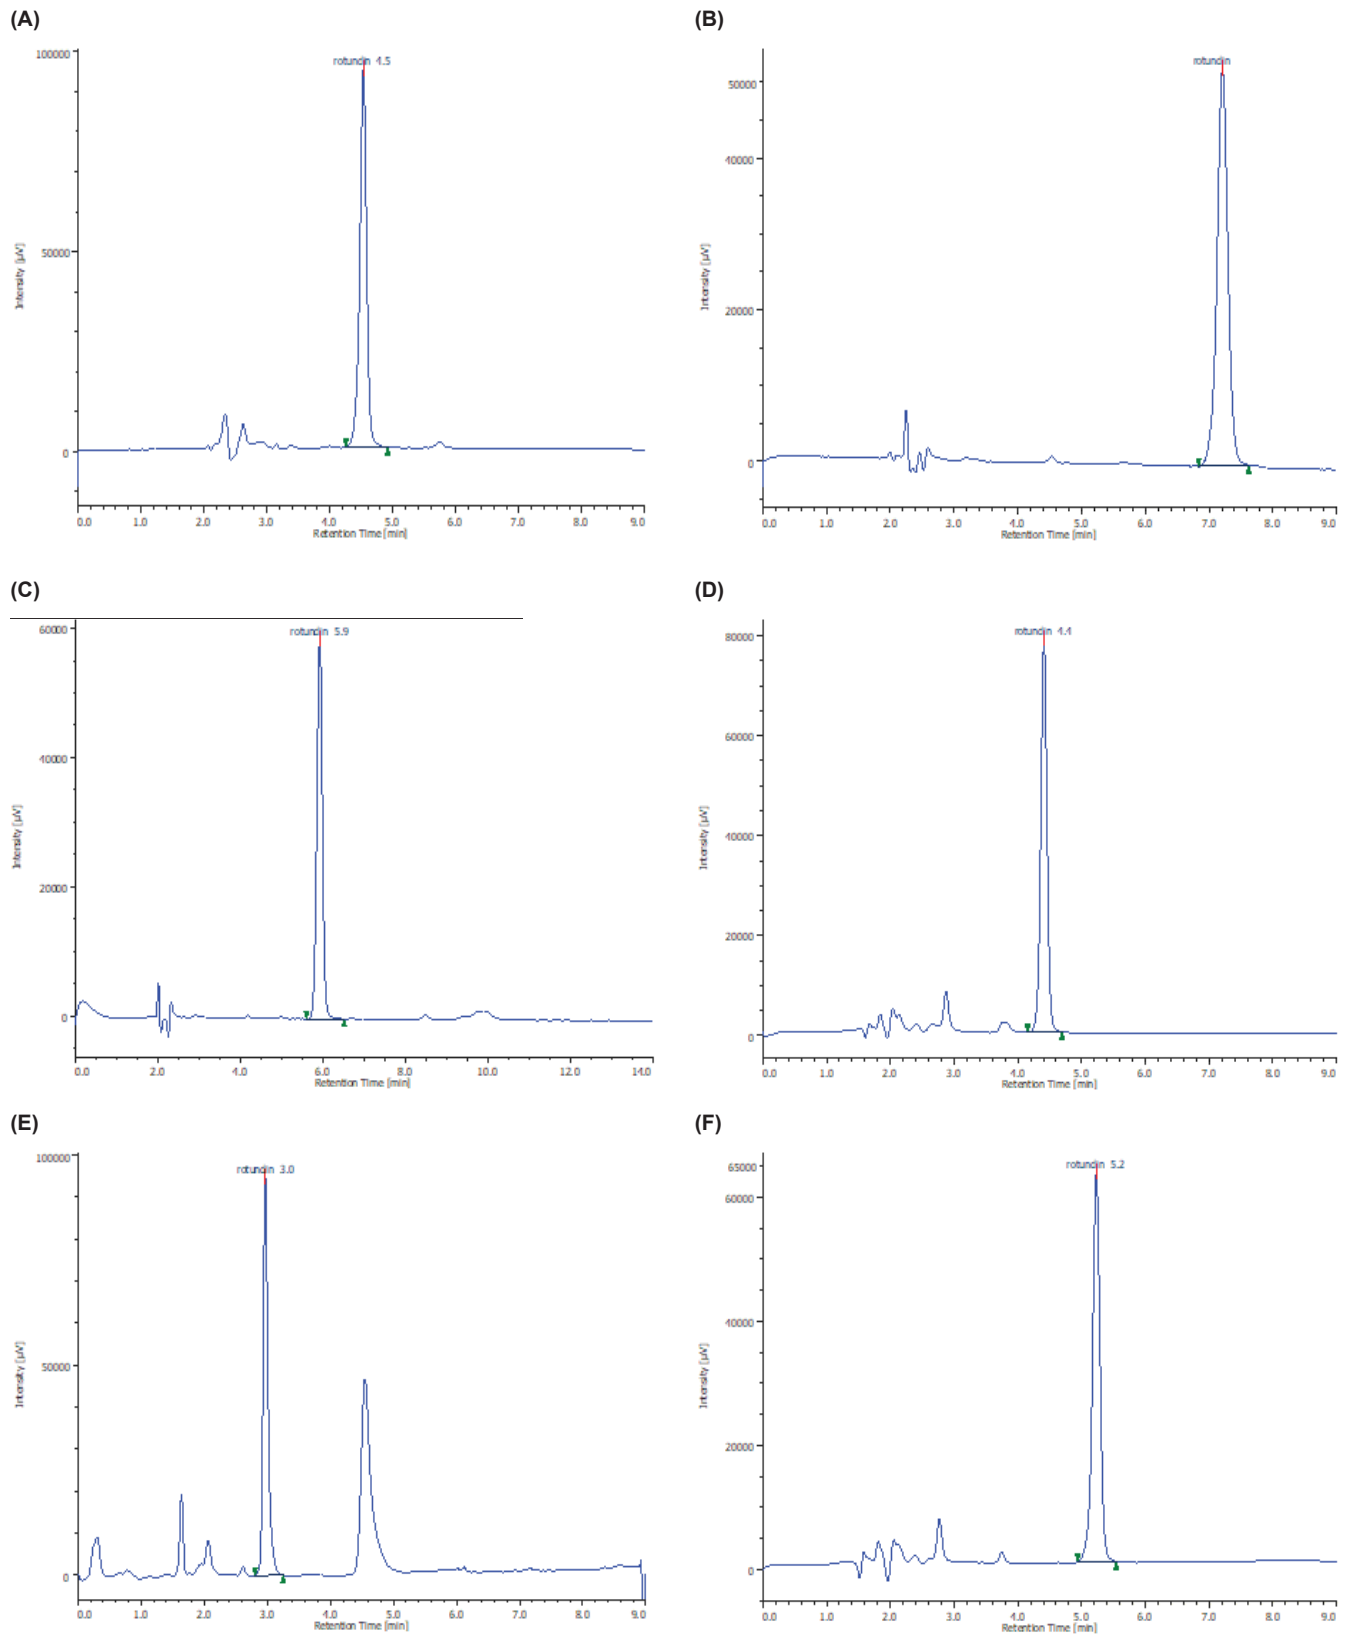 (A)
rotundin 4.5
100000
50000
0
Intensity [µV]
0.0 1.0 2.0 3.0 4.0 5.0 6.0 7.0 8.0 9.0
Retention Time [min]
(B)
rotundin
50000
40000
20000
0
Intensity [µV]
0.0 1.0 2.0 3.0 4.0 5.0 6.0 7.0 8.0 9.0
Retention Time [min]
(C)
rotundin 5.9
60000
40000
20000
0
Intensity [µV]
0.0 2.0 4.0 6.0 8.0 10.0 12.0 14.0
Retention Time [min]
(D)
rotundin 4.4
80000
60000
40000
20000
0
Intensity [µV]
0.0 1.0 2.0 3.0 4.0 5.0 6.0 7.0 8.0 9.0
Retention Time [min]
(E)
rotundin 3.0
100000
50000
0
Intensity [µV]
0.0 1.0 2.0 3.0 4.0 5.0 6.0 7.0 8.0 9.0
Retention Time [min]
(F)
rotundin 5.2
65000
60000
40000
20000
0
Intensity [µV]
0.0 1.0 2.0 3.0 4.0 5.0 6.0 7.0 8.0 9.0
Retention Time [min]